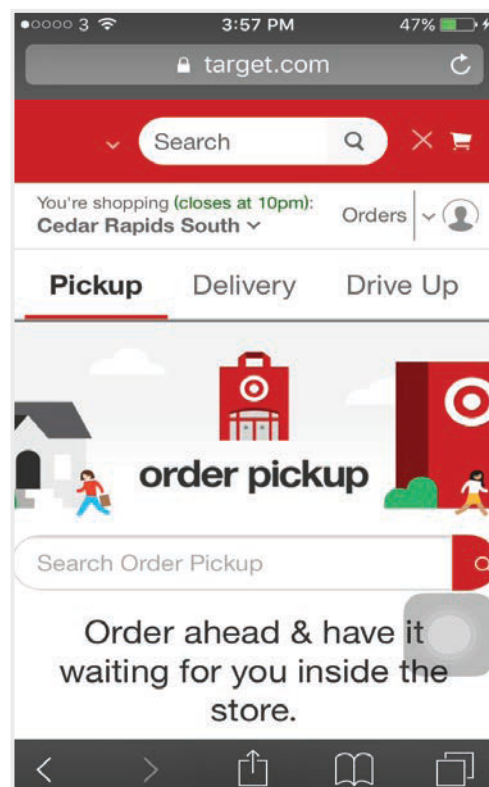 3 3:57 PM 47%
target.com
Search
You're shopping (closes at 10pm):
Cedar Rapids South
Orders
Pickup Delivery Drive Up
order pickup
Search Order Pickup
Order ahead & have it
waiting for you inside the
store.